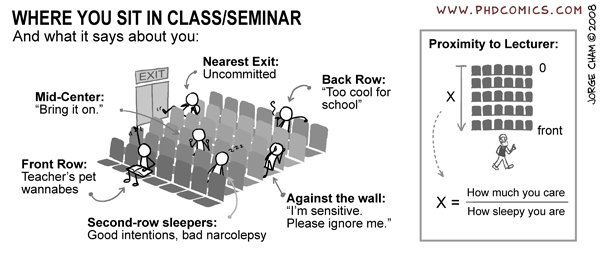 WHERE YOU SIT IN CLASS/SEMINAR
And what it says about you:
WWW.PHDCOMICS.COM
JORGE CHAM © 2008
EXIT
Nearest Exit:
Uncommitted
Back Row:
"Too cool for
school"
Mid-Center:
"Bring it on."
Front Row:
Teacher's pet
wannabes
zzz
Second-row sleepers:
Good intentions, bad narcolepsy
Against the wall:
"I'm sensitive.
Please ignore me."
Proximity to Lecturer:
0
X
front
X = How much you care
How sleepy you are